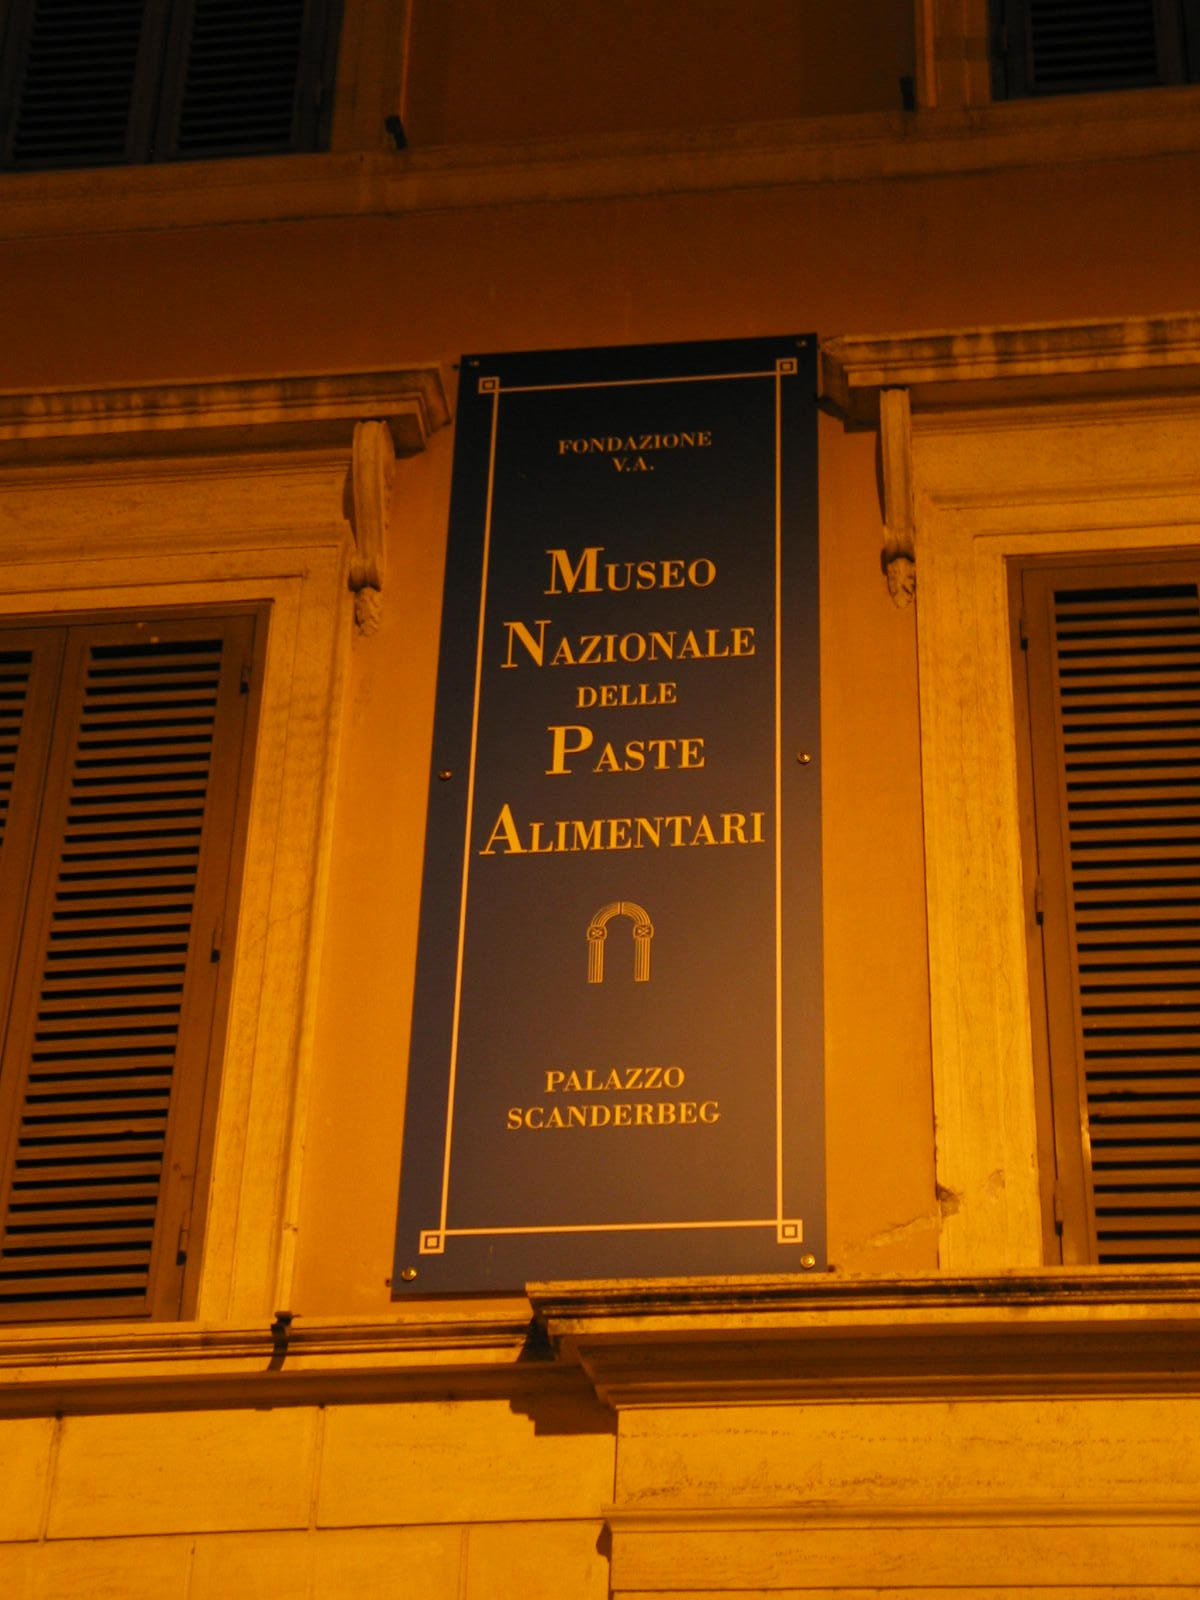 FONDAZIONE
V.A.
MUSEO
NAZIONALE
DELLE
PASTE
ALIMENTARI
PALAZZO
SCANDERBEG